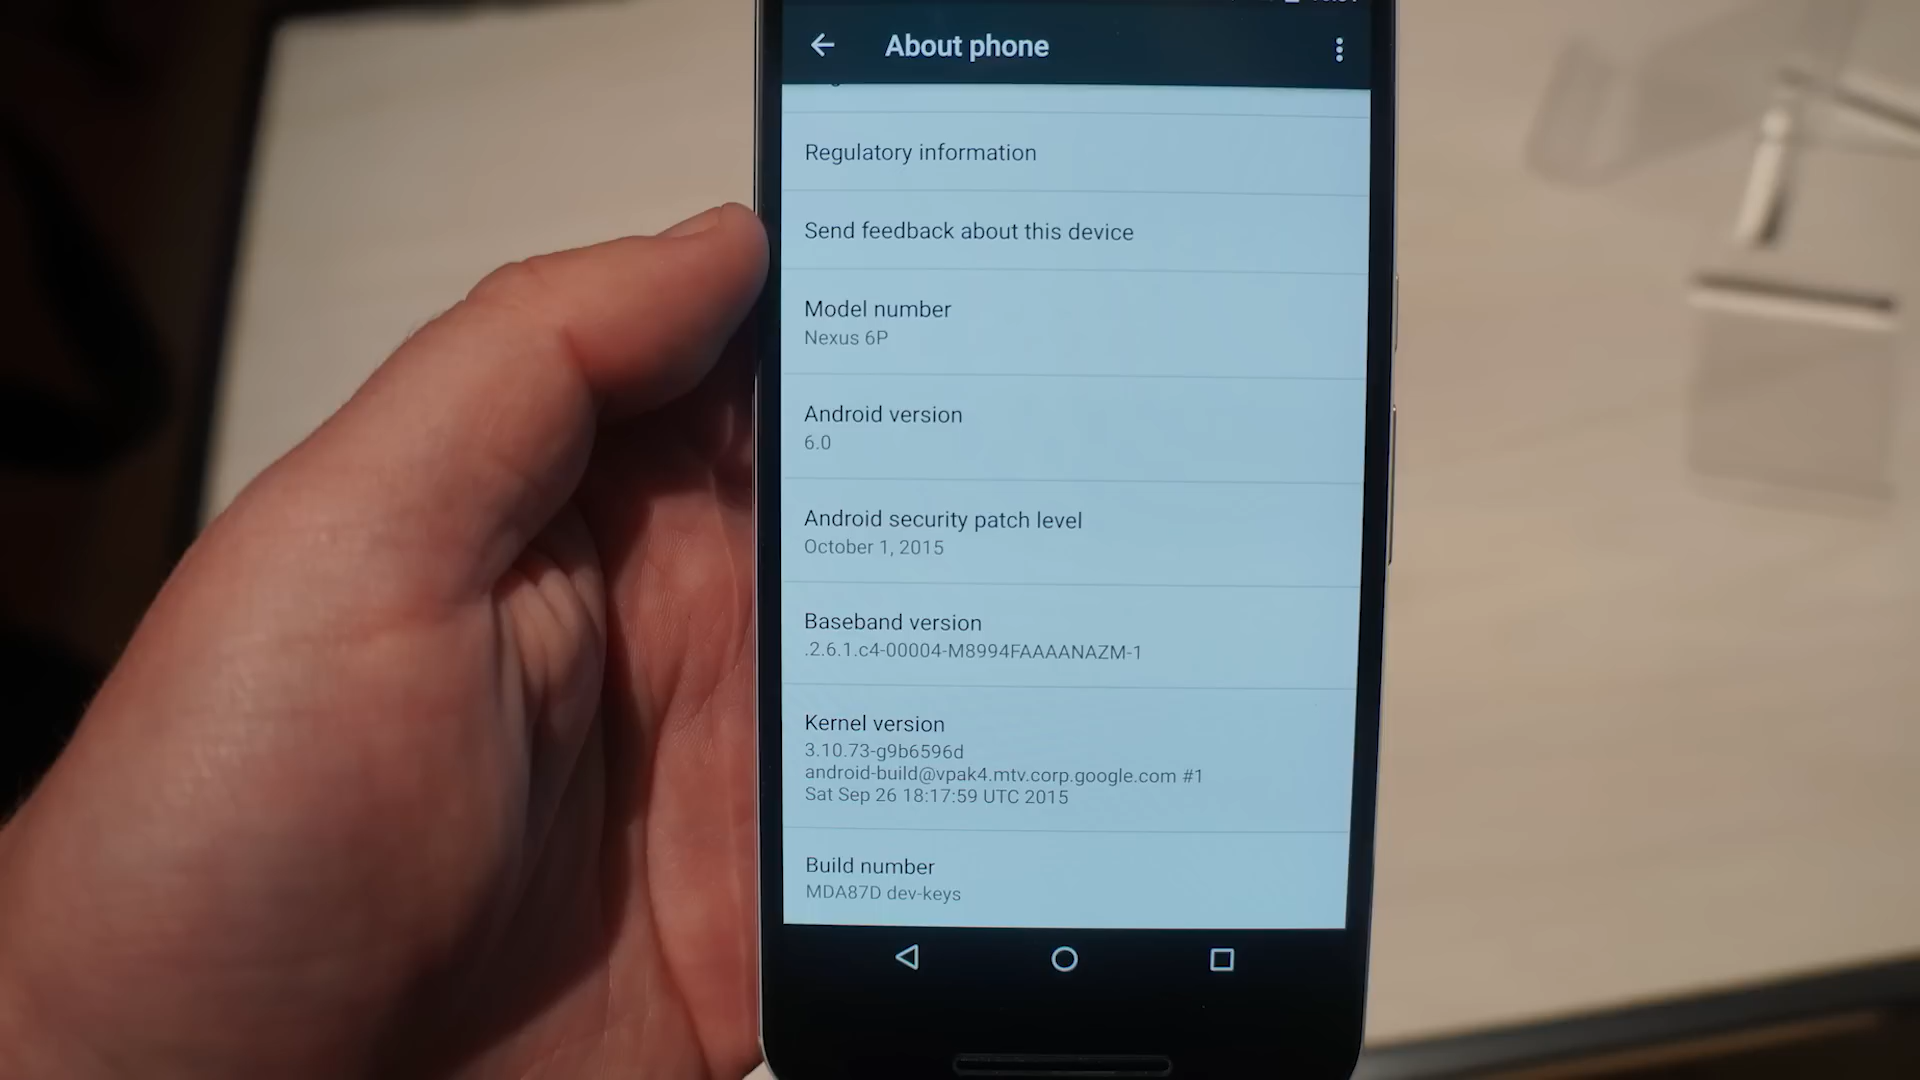 About phone
Regulatory information
Send feedback about this device
Model number
Nexus 6P
Android version
6.0
Android security patch level
October 1, 2015
Baseband version
.2.6.1.c4-00004-M8994FAAAANAZM-1
Kernel version
3.10.73-g9b6596d
android-build@vpak4.mtv.corp.google.com #1
Sat Sep 26 18:17:59 UTC 2015
Build number
MDA87D dev-keys